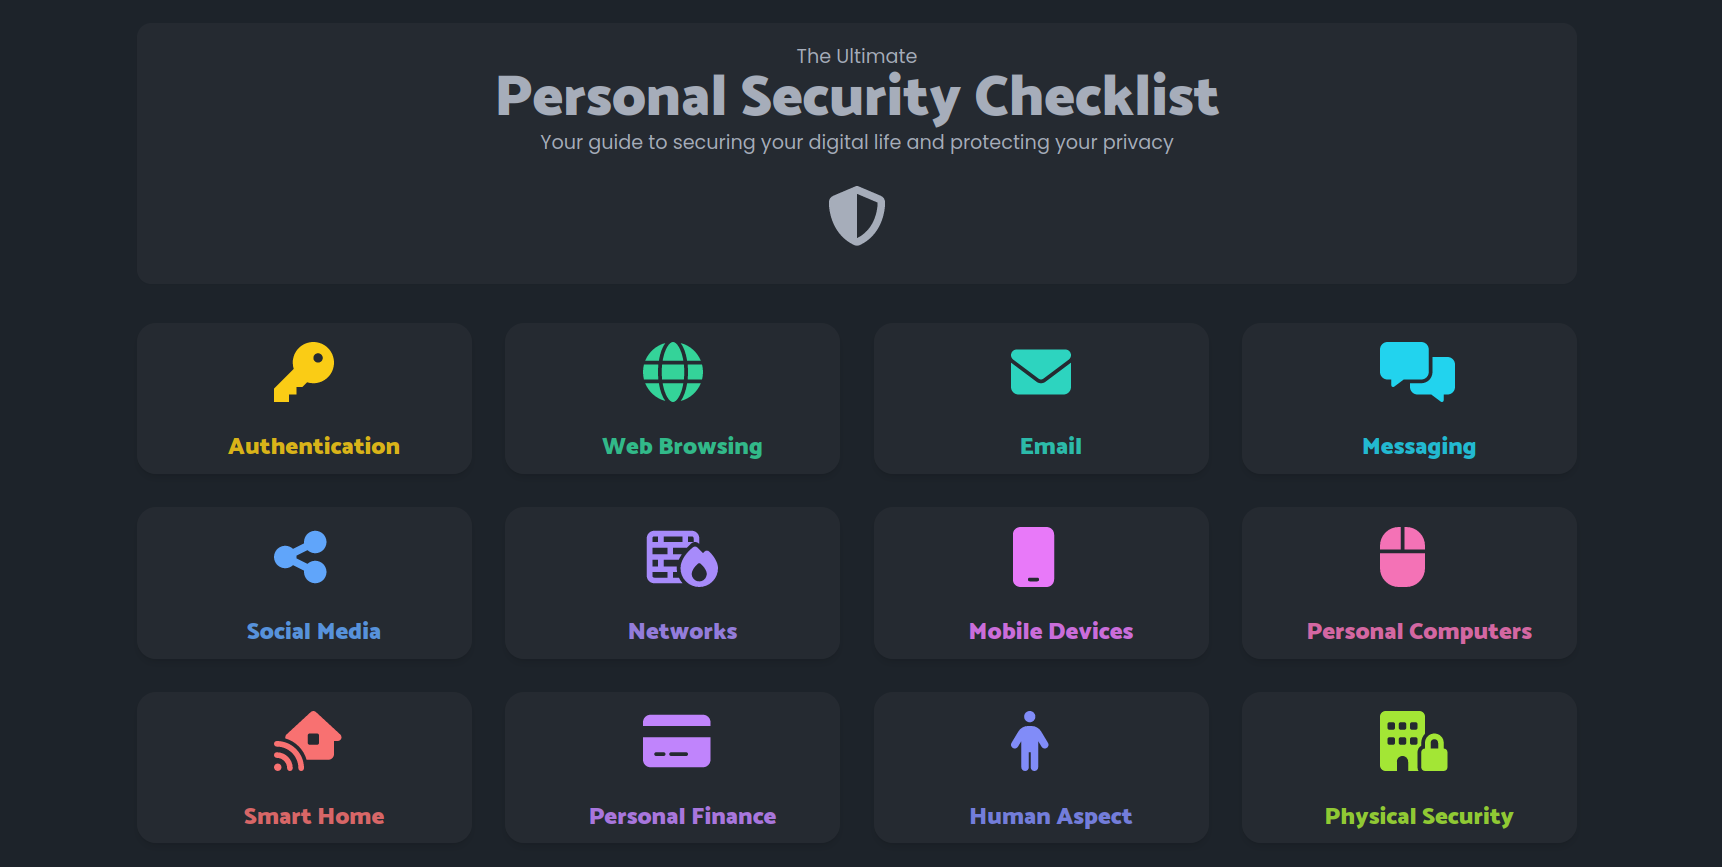 The Ultimate
Personal Security Checklist
Your guide to securing your digital life and protecting your privacy
Authentication
Web Browsing
Email
Messaging
Social Media
Networks
Mobile Devices
Personal Computers
Smart Home
Personal Finance
Human Aspect
Physical Security